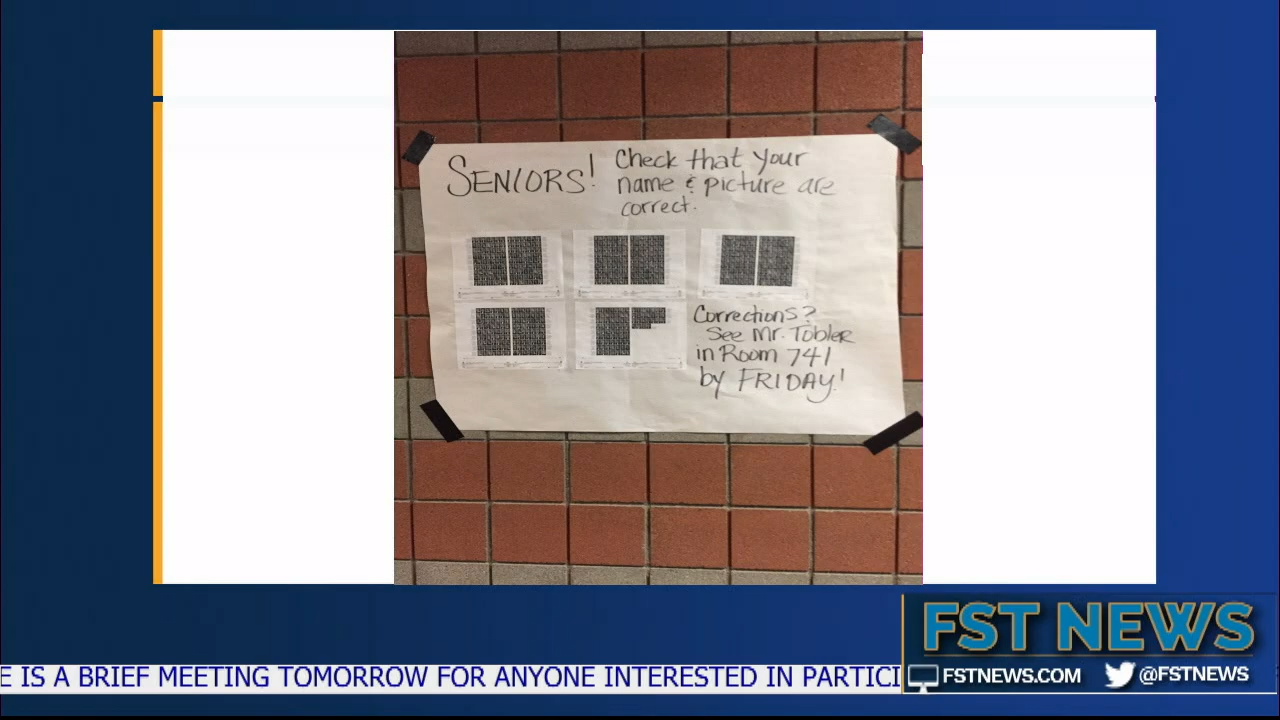 SENIORS!
Check that your
name & picture are
correct.
Corrections?
See Mr. Tobler
in Room 741
by FRIDAY!
FST NEWS
E IS A BRIEF MEETING TOMORROW FOR ANYONE INTERESTED IN PARTICI
FSTNEWS.COM
@FSTNEWS